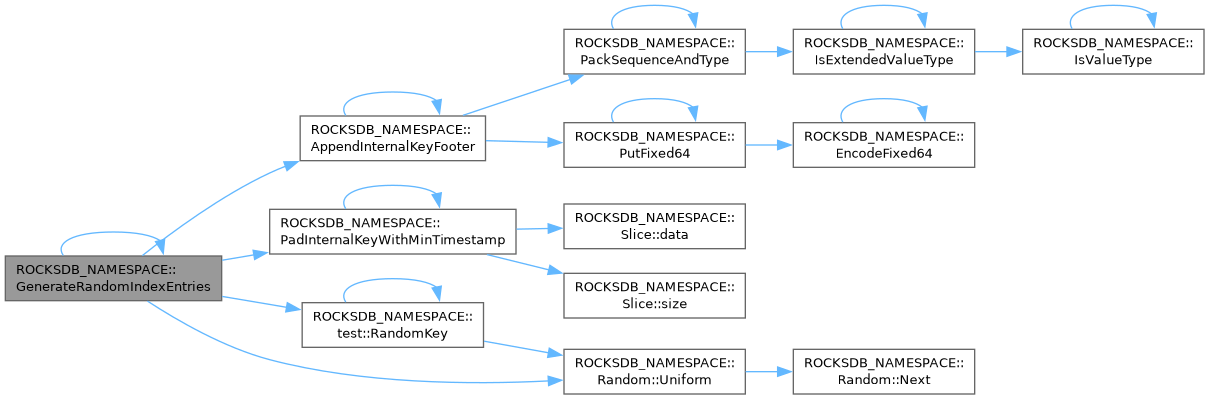 ROCKSDB_NAMESPACE::
GenerateRandomIndexEntries
ROCKSDB_NAMESPACE::
AppendInternalKeyFooter
ROCKSDB_NAMESPACE::
PackSequenceAndType
ROCKSDB_NAMESPACE::
IsExtendedValueType
ROCKSDB_NAMESPACE::
IsValueType
ROCKSDB_NAMESPACE::
PutFixed64
ROCKSDB_NAMESPACE::
EncodeFixed64
ROCKSDB_NAMESPACE::
PadInternalKeyWithMinTimestamp
ROCKSDB_NAMESPACE::
Slice::data
ROCKSDB_NAMESPACE::
Slice::size
ROCKSDB_NAMESPACE::
test::RandomKey
ROCKSDB_NAMESPACE::
Random::Uniform
ROCKSDB_NAMESPACE::
Random::Next